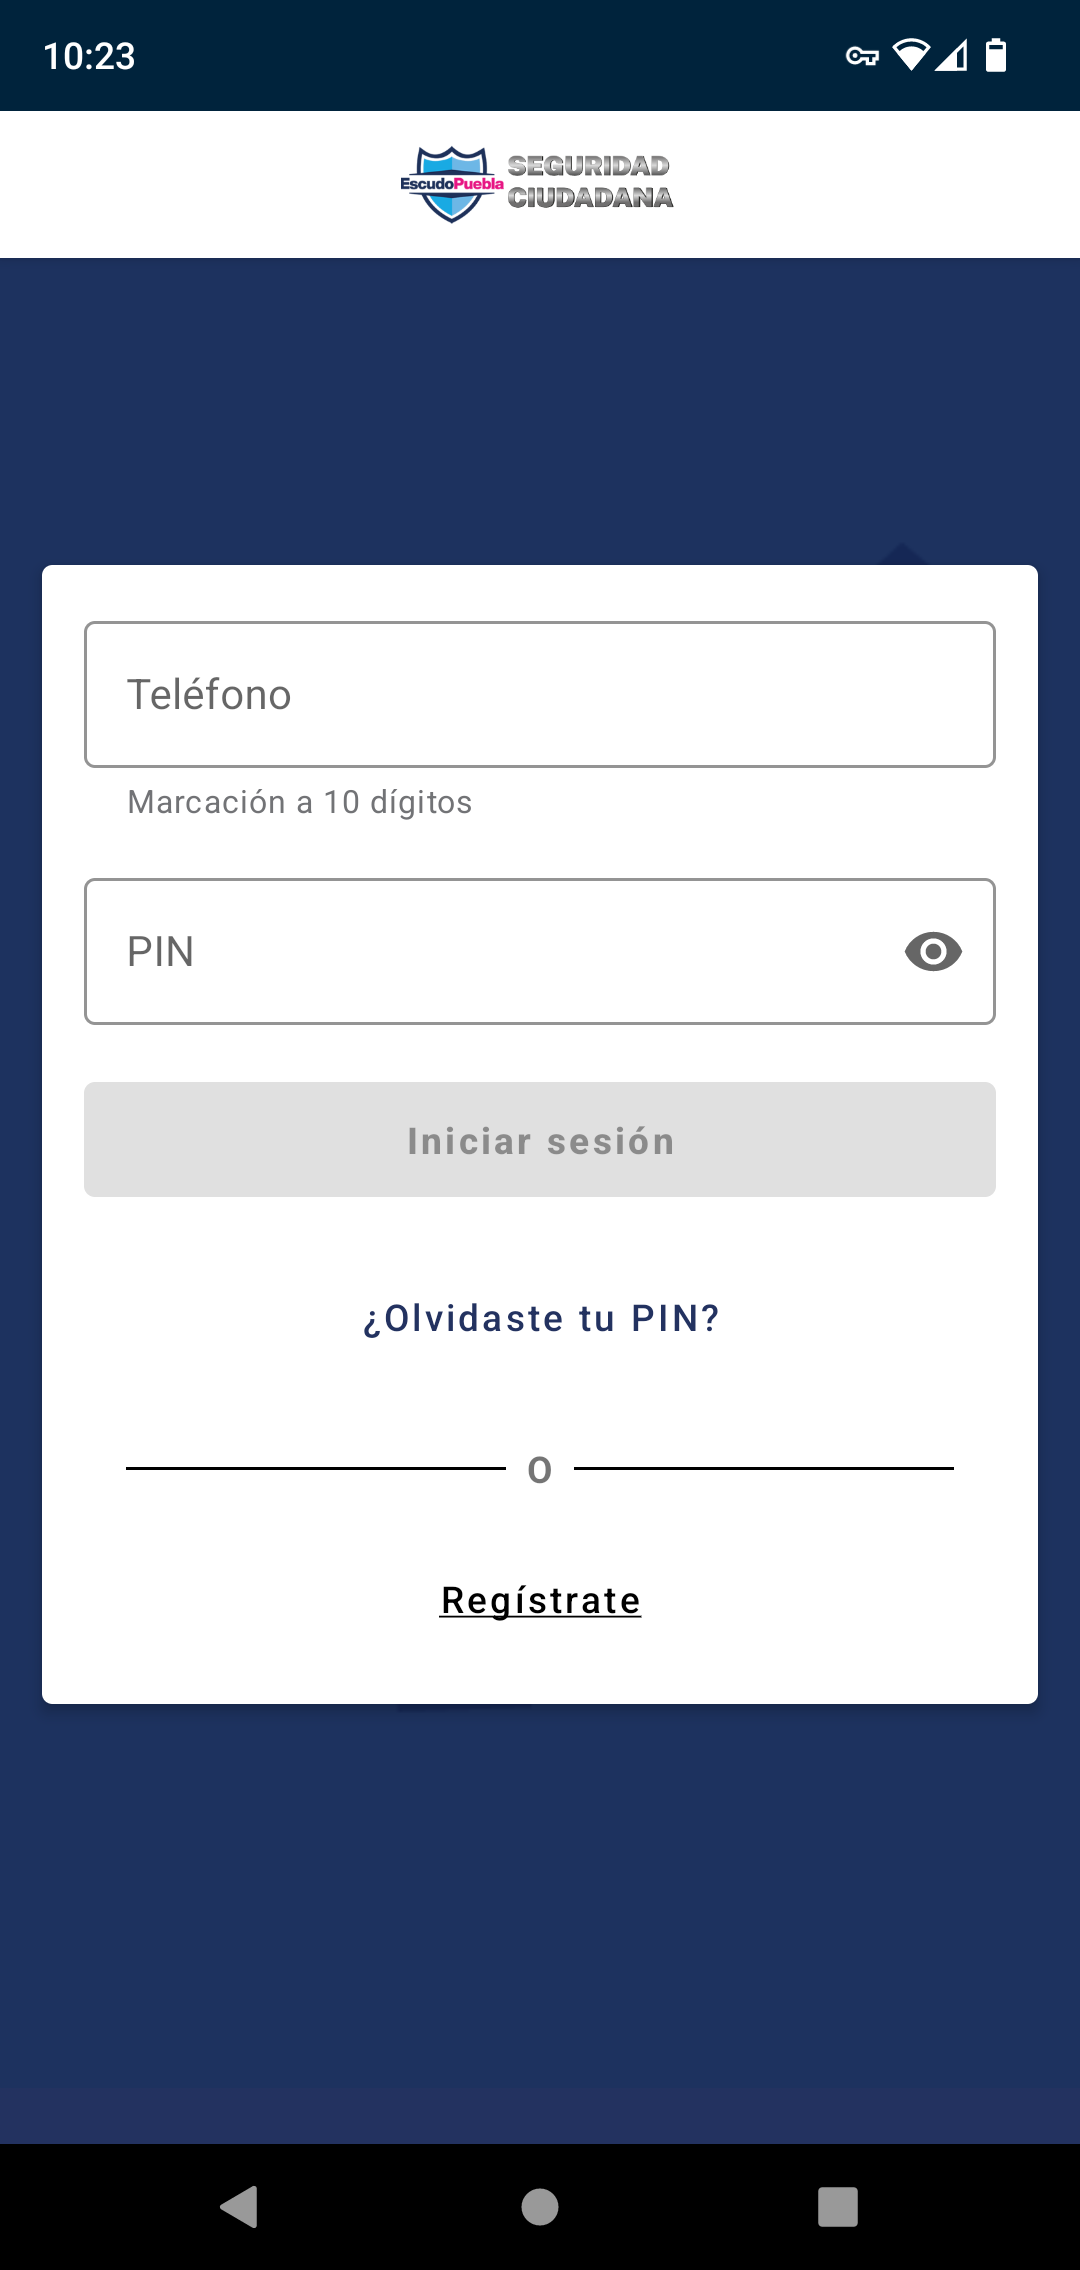 10:23
EscudoPuebla
SEGURIDAD
CIUDADANA
Teléfono
Marcación a 10 dígitos
PIN
Iniciar sesión
¿Olvidaste tu PIN?
O
Regístrate